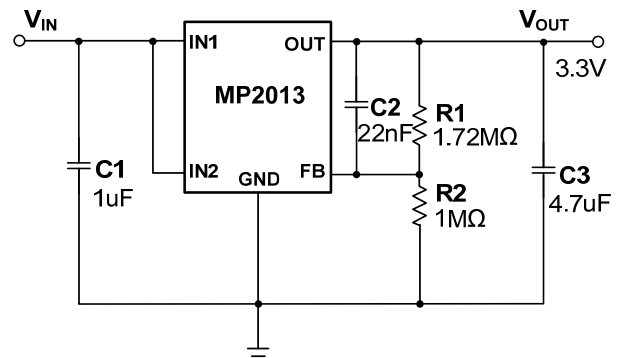 VIN
VOUT
IN1
OUT
3.3V
MP2013
C2
22nF
R1
1.72MΩ
C1
1uF
IN2
GND
FB
R2
1MΩ
C3
4.7uF